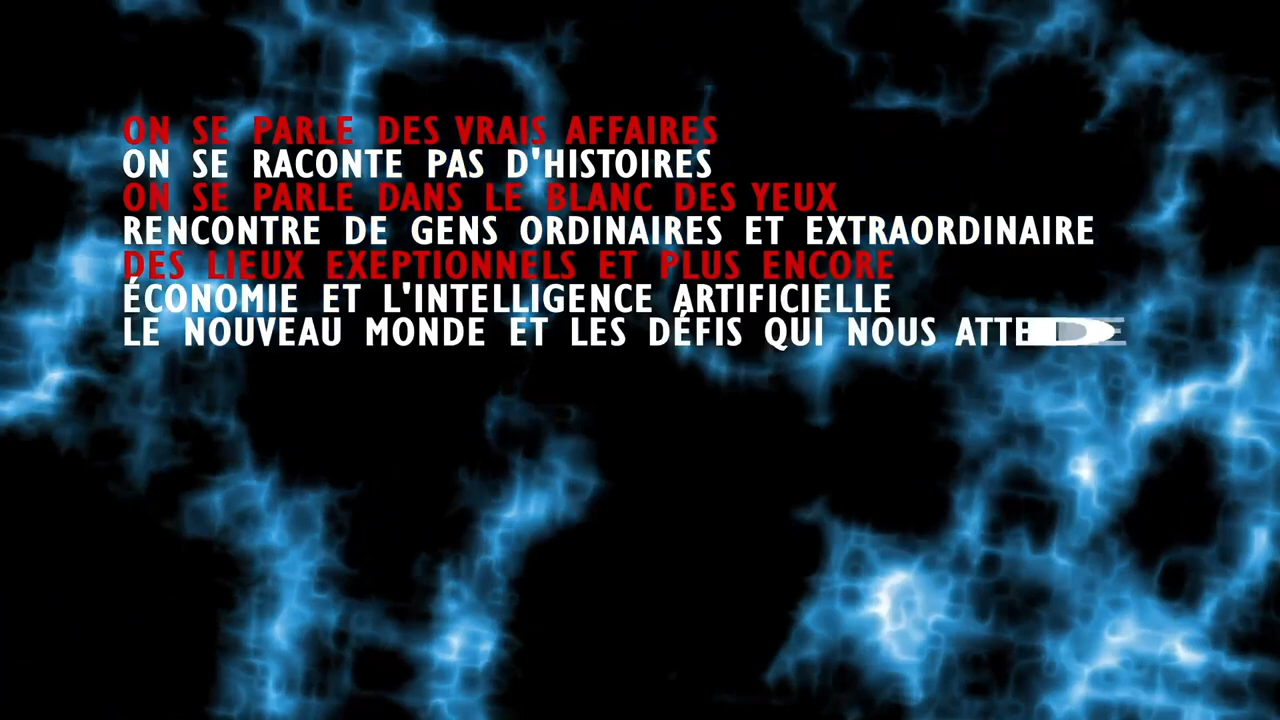 ON SE PARLE DES VRAIS AFFAIRES
ON SE RACONTE PAS D'HISTOIRES
ON SE PARLE DANS LE BLANC DES YEUX
RENCONTRE DE GENS ORDINAIRES ET EXTRAORDINAIRE
DES LIEUX EXEPTIONNELS ET PLUS ENCORE
ÉCONOMIE ET L'INTELLIGENCE ARTIFICIELLE
LE NOUVEAU MONDE ET LES DÉFIS QUI NOUS